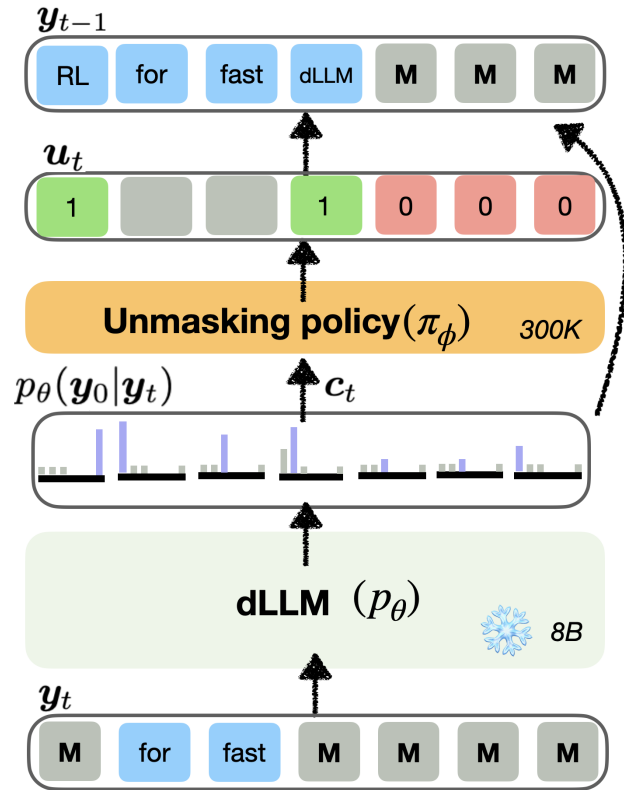 y_{t-1}
RL for fast dLLM M M M
u_t
1 1 0 0 0
Unmasking policy(π_ϕ) 300K
p_θ(y_0|y_t) c_t
dLLM (p_θ)
8B
y_t
M for fast M M M M